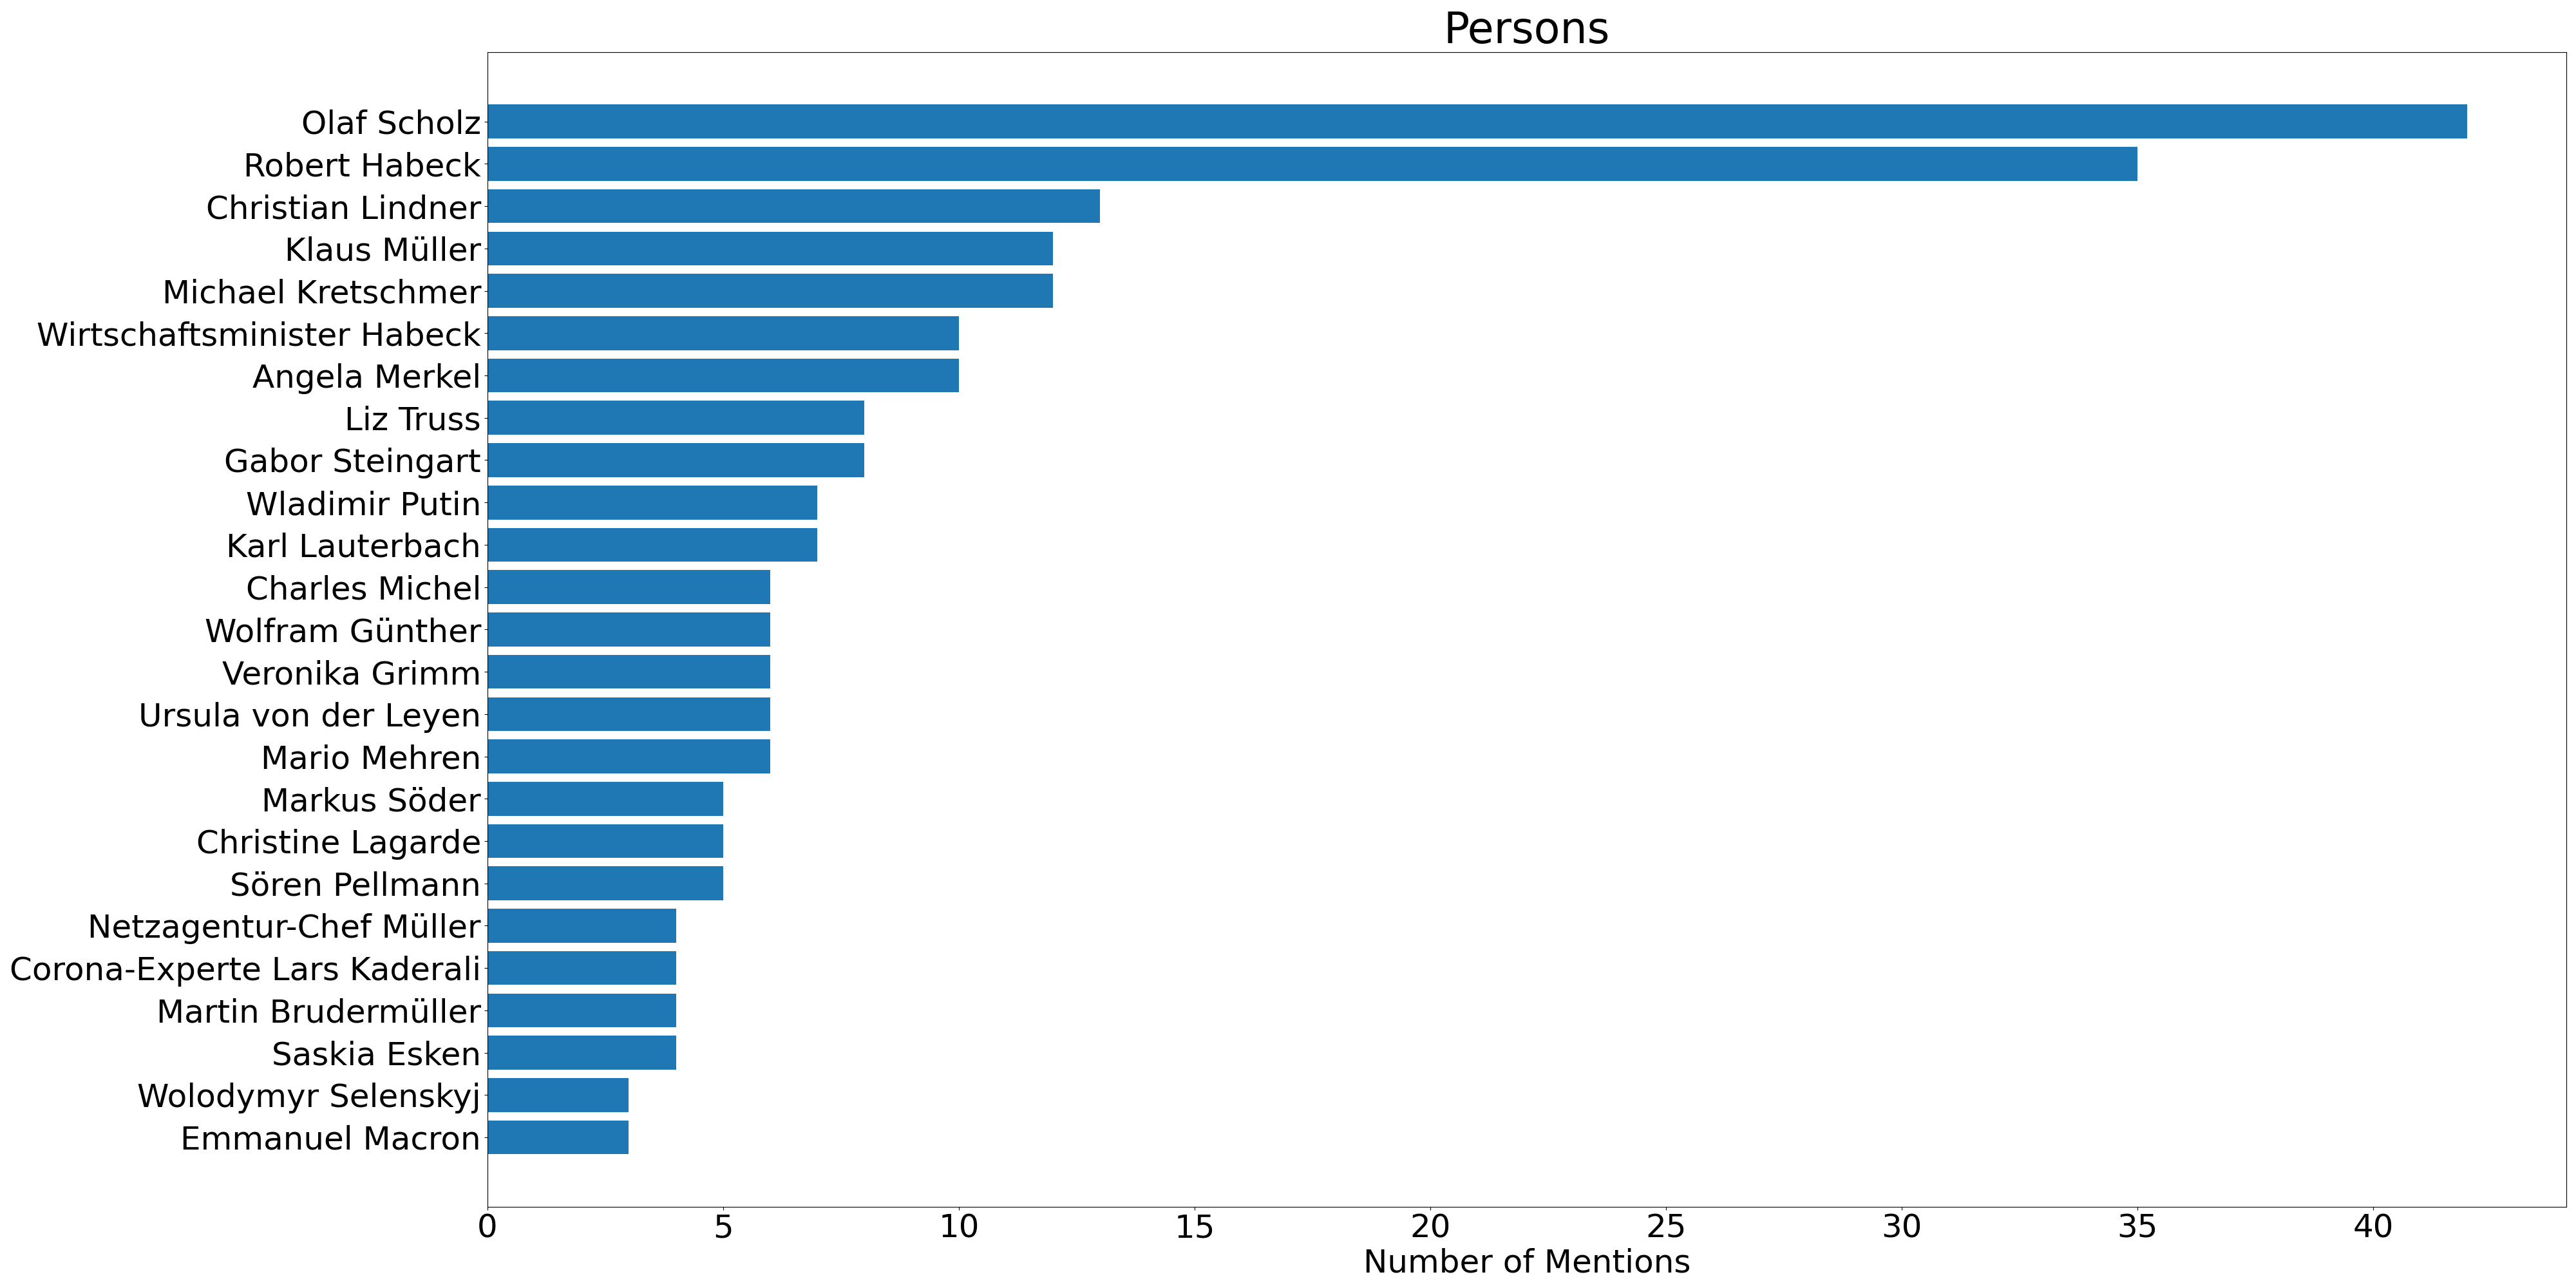 Persons
Olaf Scholz
Robert Habeck
Christian Lindner
Klaus Müller
Michael Kretschmer
Wirtschaftsminister Habeck
Angela Merkel
Liz Truss
Gabor Steingart
Wladimir Putin
Karl Lauterbach
Charles Michel
Wolfram Günther
Veronika Grimm
Ursula von der Leyen
Mario Mehren
Markus Söder
Christine Lagarde
Sören Pellmann
Netzagentur-Chef Müller
Corona-Experte Lars Kaderali
Martin Brudermüller
Saskia Esken
Wolodymyr Selenskyj
Emmanuel Macron
0 5 10 15 20 25 30 35 40
Number of Mentions